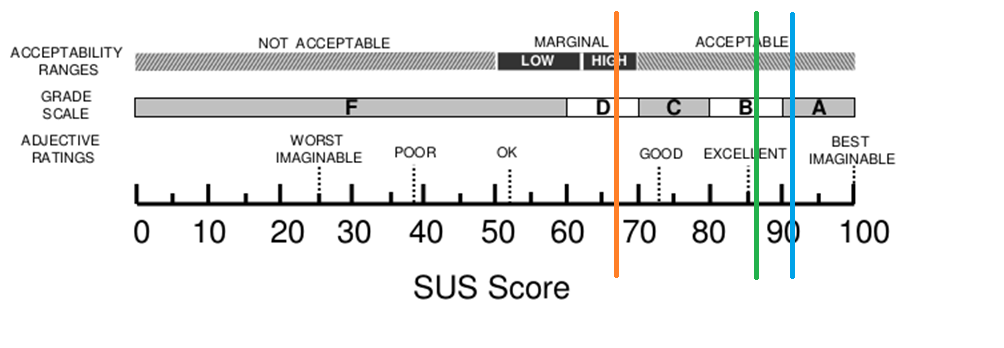 NOT ACCEPTABLE MARGINAL ACCEPTABLE
ACCEPTABILITY
RANGES
LOW HIGH
GRADE
SCALE
F D C B A
ADJECTIVE
RATINGS
WORST
IMAGINABLE
POOR OK GOOD EXCELLENT
BEST
IMAGINABLE
0 10 20 30 40 50 60 70 80 90 100
SUS Score